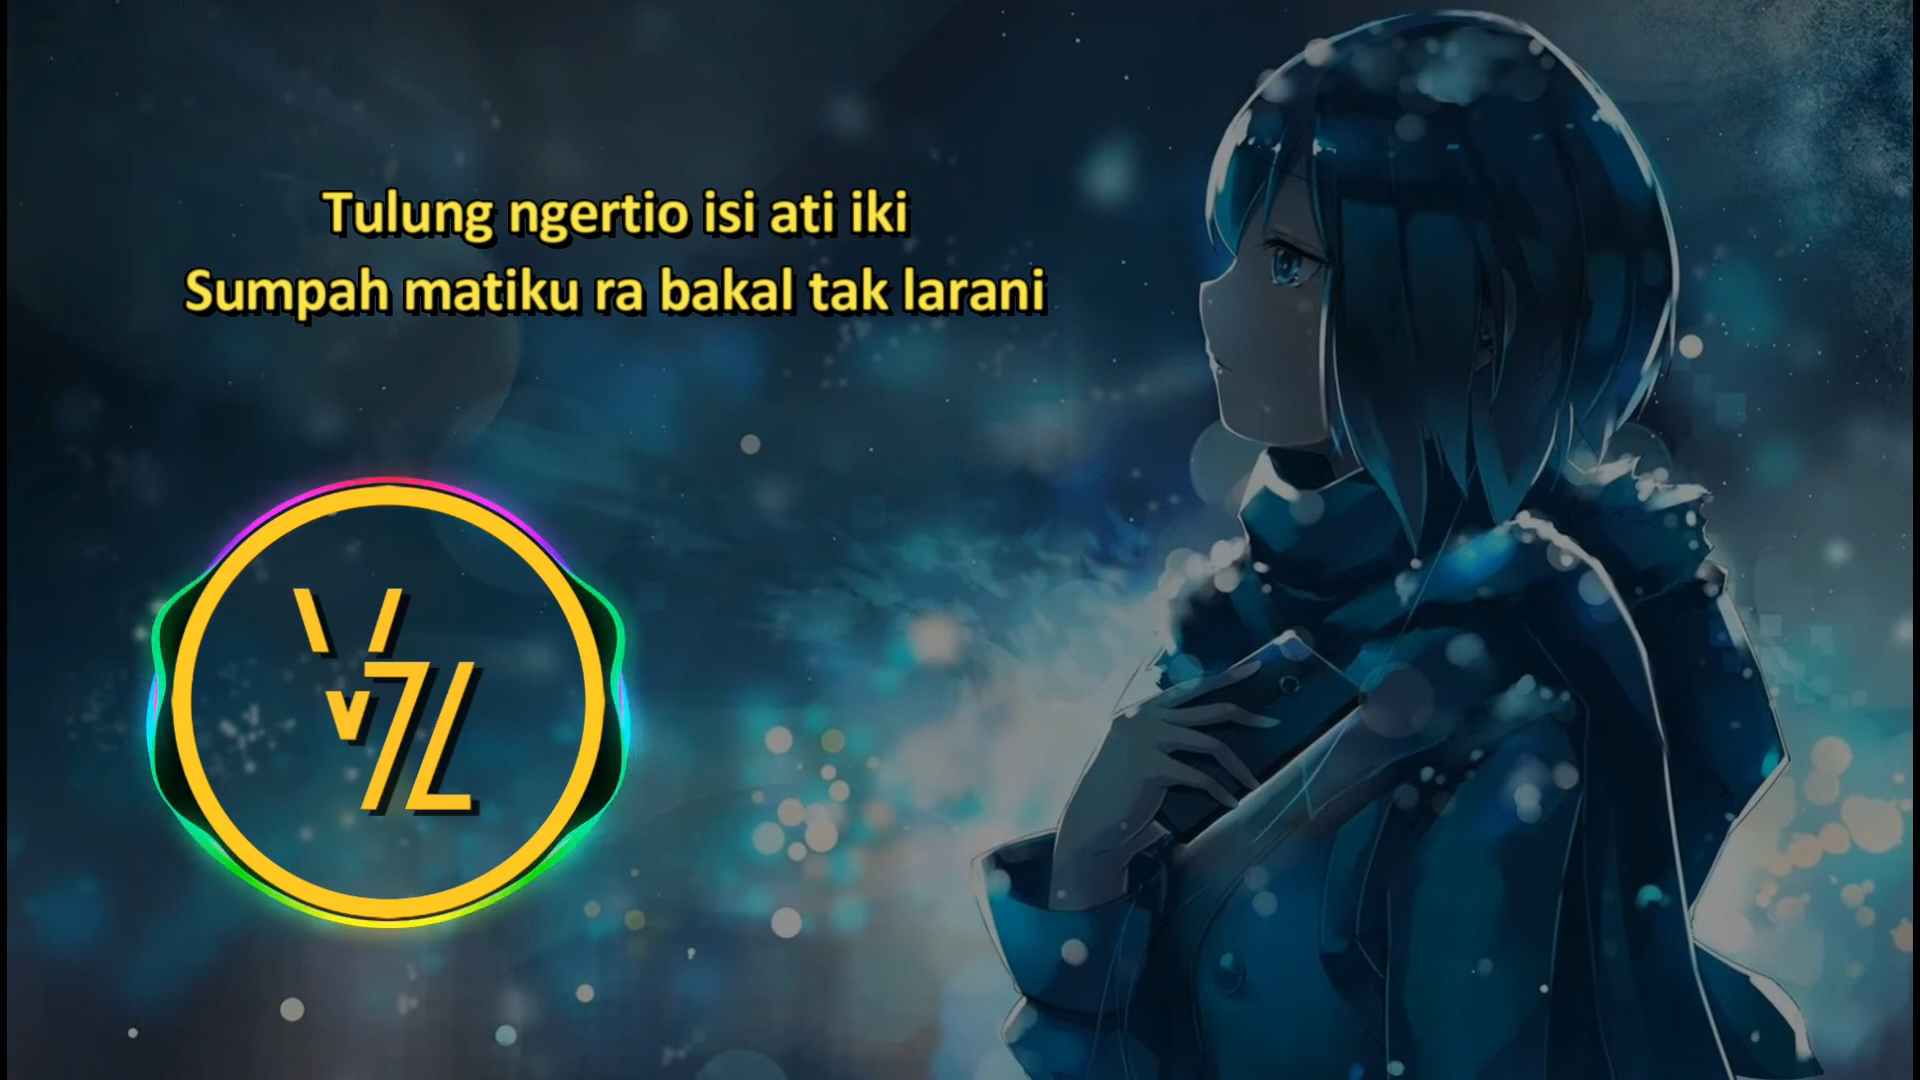 Tulung ngertio isi ati iki
Sumpah matiku ra bakal tak larani